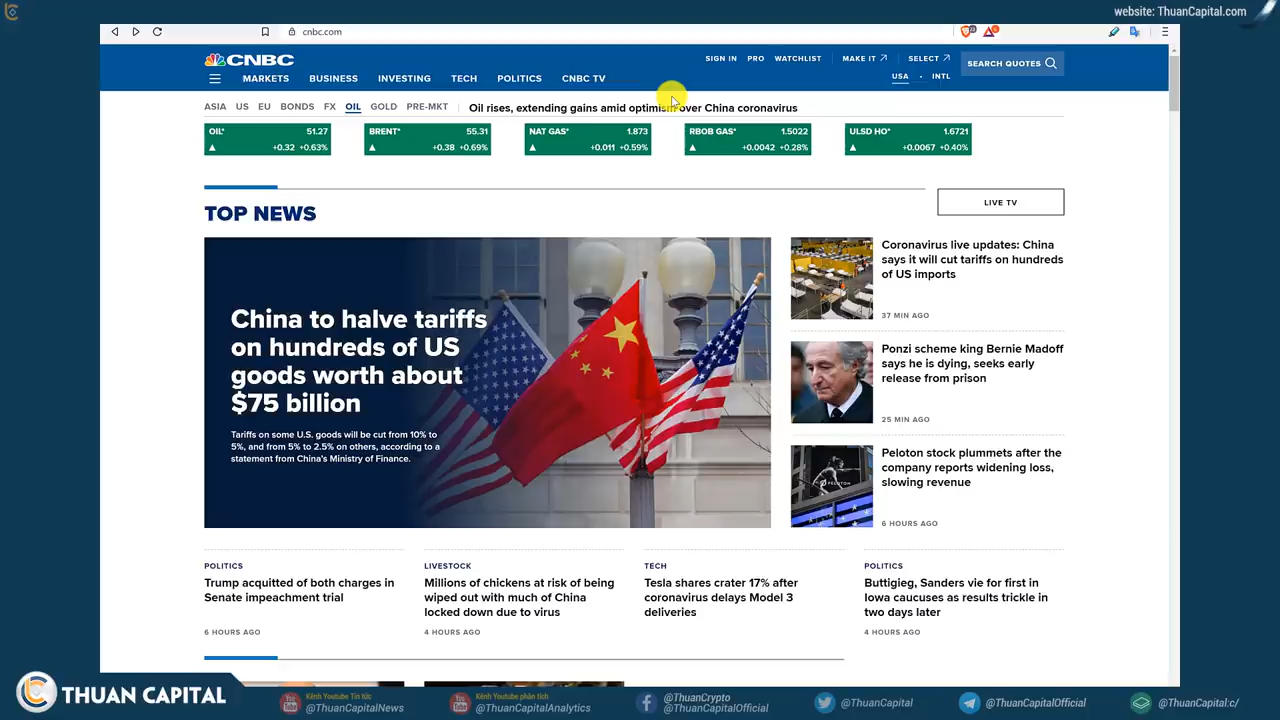 website: ThuanCapital.com
cnbc.com
CNBC
SIGN IN PRO WATCHLIST MAKE IT SELECT
USA · INTL
SEARCH QUOTES
MARKETS BUSINESS INVESTING TECH POLITICS CNBC TV
ASIA US EU BONDS FX OIL GOLD PRE-MKT
Oil rises, extending gains amid optimism over China coronavirus
OIL* 51.27
+0.32 +0.63%
BRENT* 55.31
+0.38 +0.69%
NAT GAS* 1.873
+0.011 +0.59%
RBOB GAS* 1.5022
+0.0042 +0.28%
ULSD HO* 1.6721
+0.0067 +0.40%
TOP NEWS
LIVE TV
China to halve tariffs
on hundreds of US
goods worth about
$75 billion
Tariffs on some U.S. goods will be cut from 10% to
5%, and from 5% to 2.5% on others, according to a
statement from China's Ministry of Finance.
Coronavirus live updates: China
says it will cut tariffs on hundreds
of US imports
37 MIN AGO
Ponzi scheme king Bernie Madoff
says he is dying, seeks early
release from prison
25 MIN AGO
PELOTON
Peloton stock plummets after the
company reports widening loss,
slowing revenue
6 HOURS AGO
POLITICS
Trump acquitted of both charges in
Senate impeachment trial
6 HOURS AGO
LIVESTOCK
Millions of chickens at risk of being
wiped out with much of China
locked down due to virus
4 HOURS AGO
TECH
Tesla shares crater 17% after
coronavirus delays Model 3
deliveries
POLITICS
Buttigieg, Sanders vie for first in
Iowa caucuses as results trickle in
two days later
4 HOURS AGO
THUAN CAPITAL
Kênh Youtube Tin tức
@ThuanCapitalNews
Kênh Youtube phân tích
@ThuanCapitalAnalytics
@ThuanCrypto
@ThuanCapitalOfficial
@ThuanCapital
@ThuanCapitalOfficial
@ThuanCapital:c/